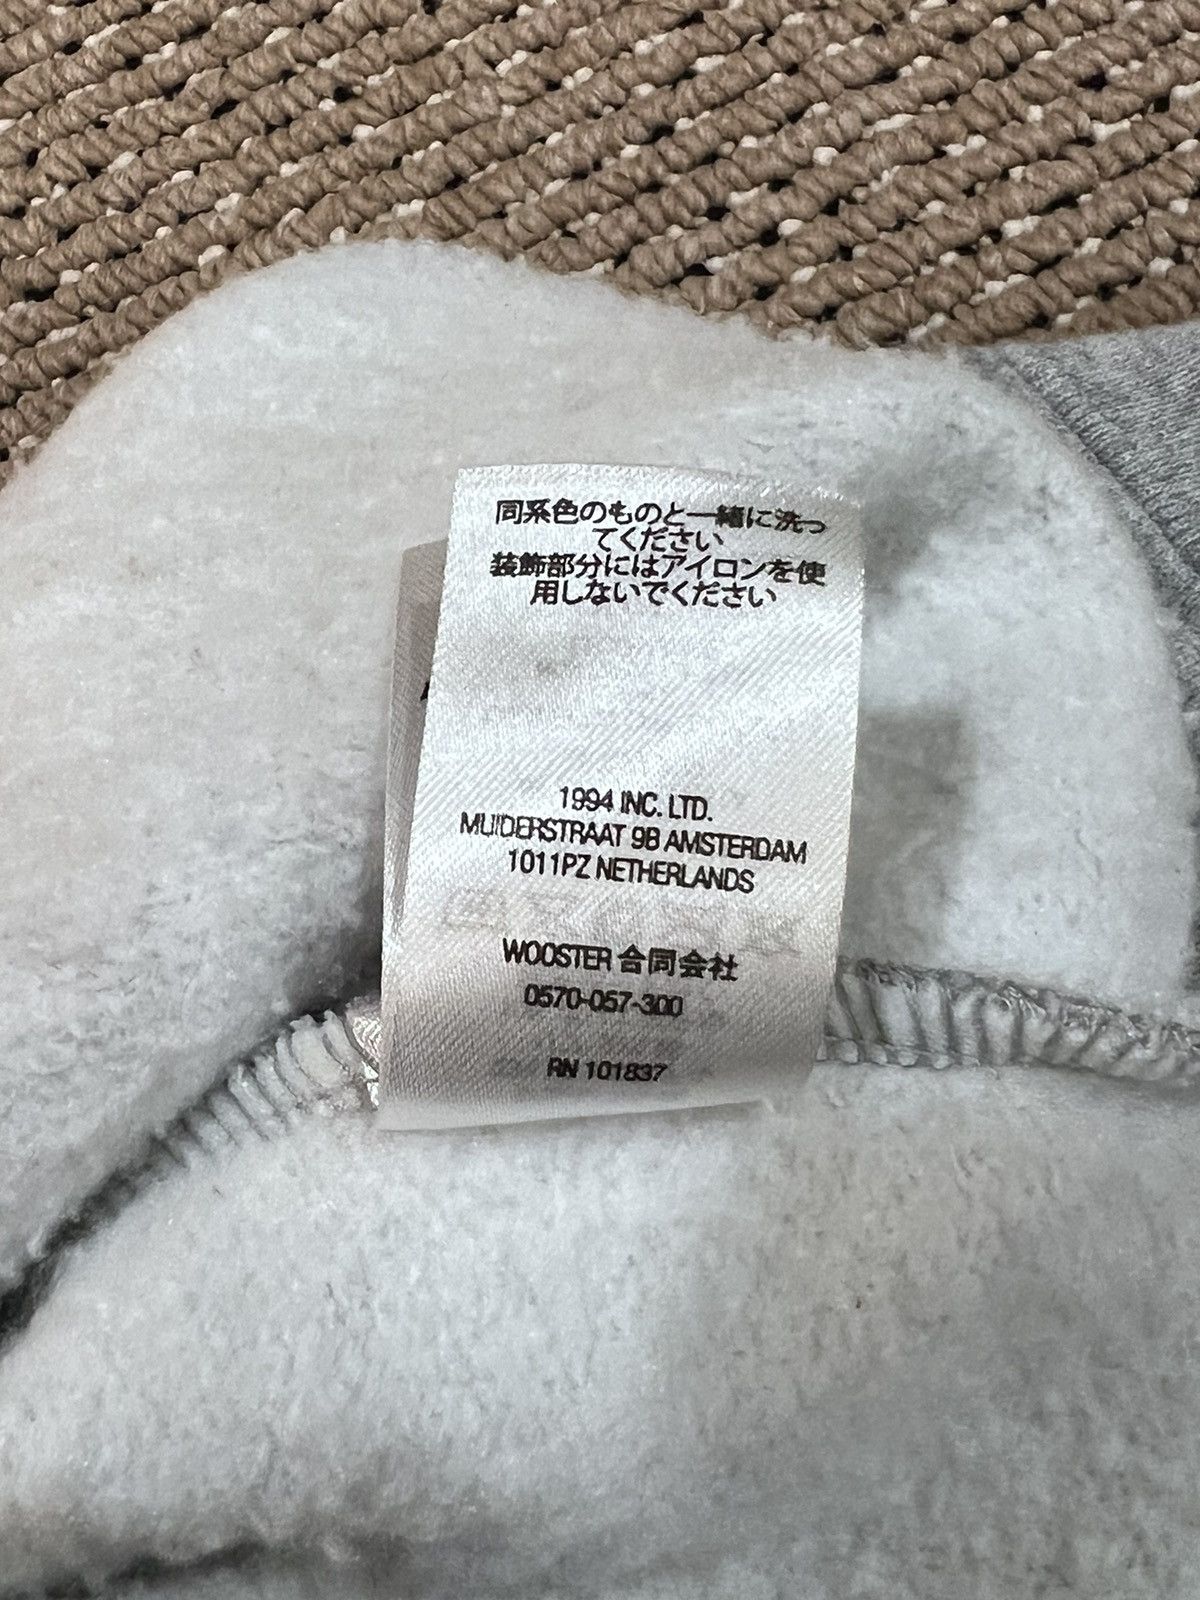 同系色のものと一緒に洗っ
てください
装飾部分にはアイロンを使
用しないでください
1994 INC. LTD.
MUIDERSTRAAT 9B AMSTERDAM
1011PZ NETHERLANDS
WOOSTER 合同会社
0570-057-300
RN 101837